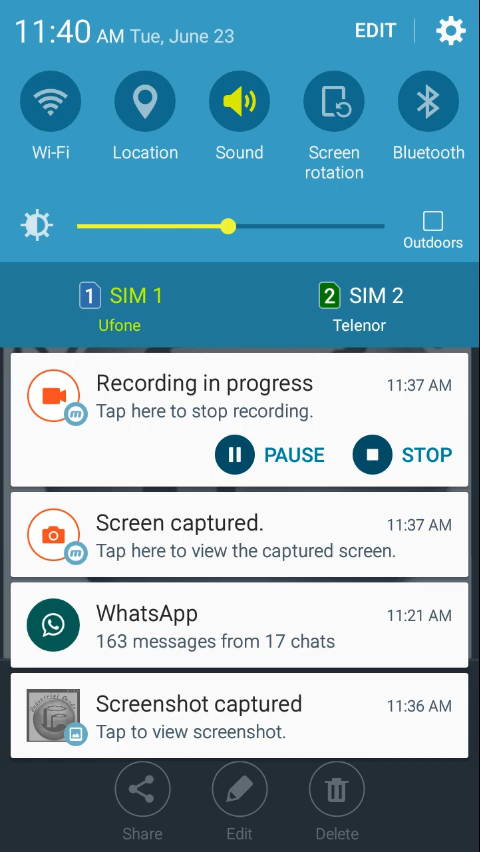 11:40 AM Tue, June 23 EDIT
Wi-Fi Location Sound Screen rotation Bluetooth
Outdoors
1 SIM 1 2 SIM 2
Ufone Telenor
Recording in progress 11:37 AM
Tap here to stop recording.
PAUSE STOP
Screen captured. 11:37 AM
Tap here to view the captured screen.
WhatsApp 11:21 AM
163 messages from 17 chats
Screenshot captured 11:36 AM
Tap to view screenshot.
Share Edit Delete